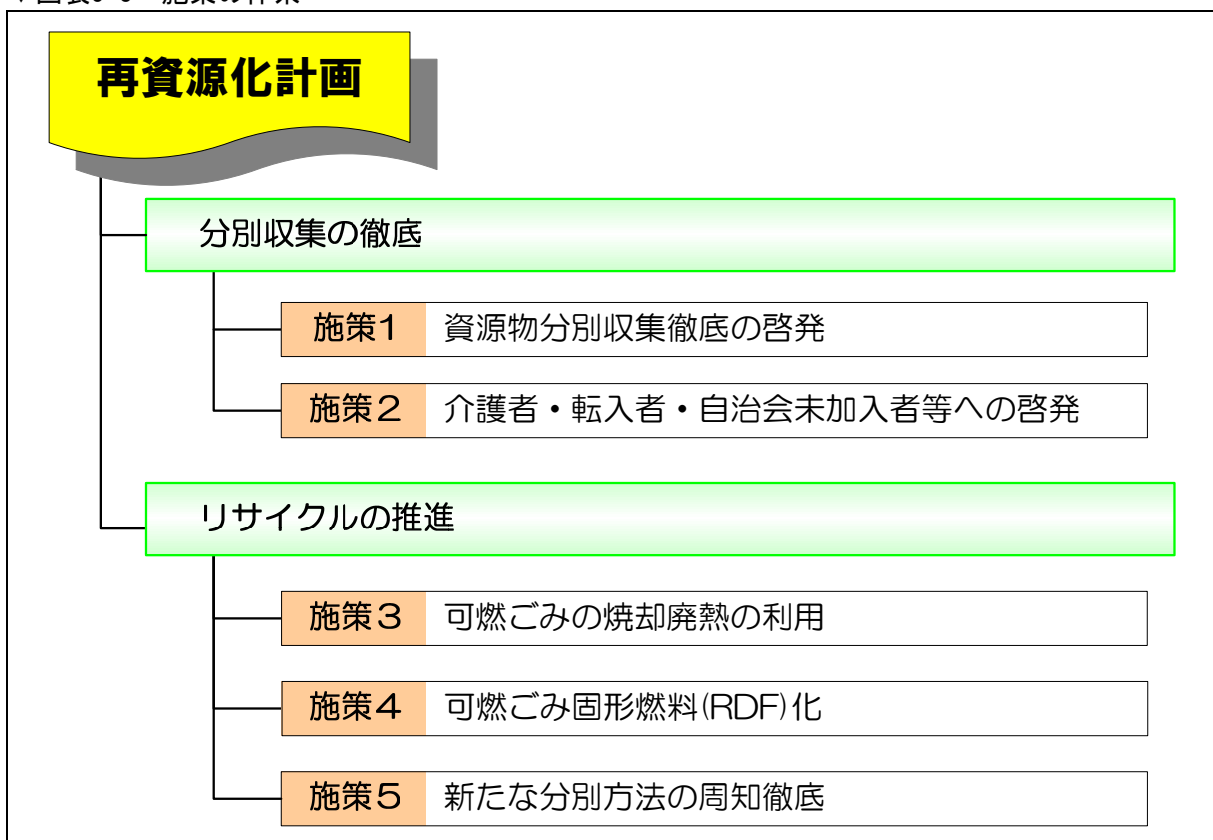 再資源化計画
分別収集の徹底
施策1 資源物分別収集徹底の啓発
施策２ 介護者・転入者・自治会未加入者等への啓発
リサイクルの推進
施策３ 可燃ごみの焼却廃熱の利用
施策４ 可燃ごみ固形燃料(RDF)化
施策５ 新たな分別方法の周知徹底